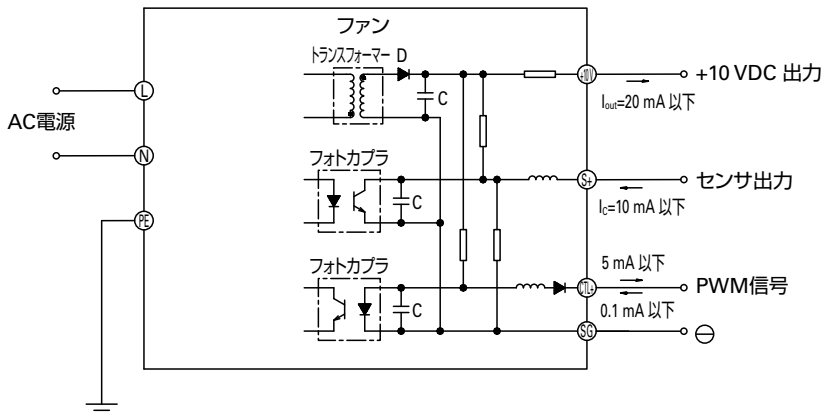 ファン
トランスフォーマー D
C
+10V
+10 VDC 出力
Iout=20 mA 以下
L
AC電源
N
PE
フォトカプラ
C
S+
センサ出力
IC=10 mA 以下
フォトカプラ
C
CTL+
5 mA 以下
PWM信号
0.1 mA 以下
SG
⊖